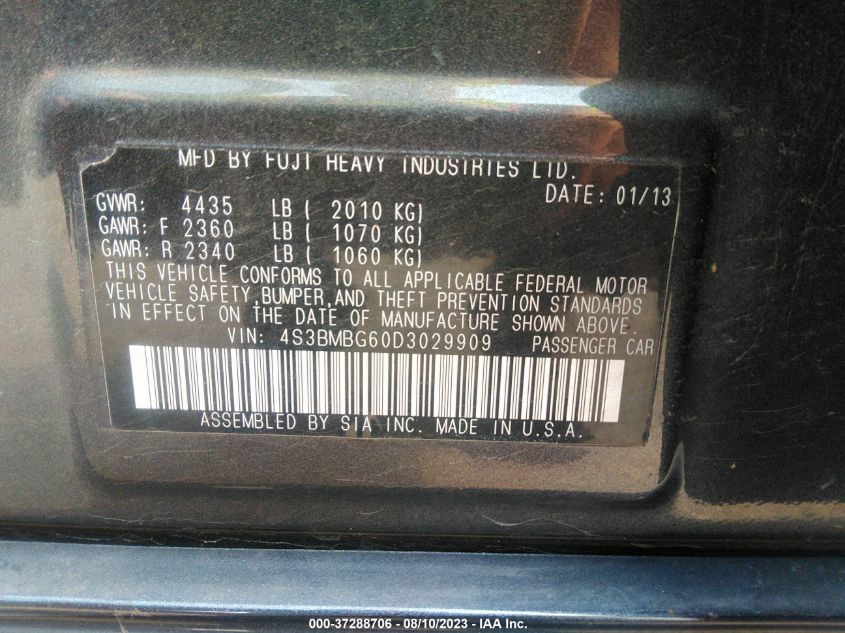 MFD BY FUJI HEAVY INDUSTRIES LTD.
DATE: 01/13
GVWR: 4435 LB ( 2010 KG)
GAWR: F 2360 LB ( 1070 KG)
GAWR: R 2340 LB ( 1060 KG)
THIS VEHICLE CONFORMS TO ALL APPLICABLE FEDERAL MOTOR
VEHICLE SAFETY,BUMPER,AND THEFT PREVENTION STANDARDS
IN EFFECT ON THE DATE OF MANUFACTURE SHOWN ABOVE.
VIN: 4S3BMBG60D3029909 PASSENGER CAR
ASSEMBLED BY SIA INC. MADE IN U.S.A.
000-37288706 - 08/10/2023 - IAA Inc.